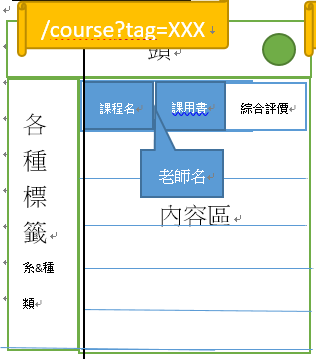 /course?tag=XXX
頭
課程名
課用書
綜合評價
各
種
標
籤
老師名
內容區
系&種
類